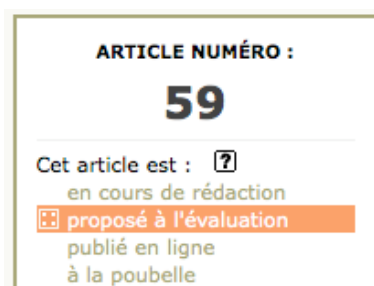 ARTICLE NUMÉRO :
59
Cet article est : ?
en cours de rédaction
proposé à l'évaluation
publié en ligne
à la poubelle